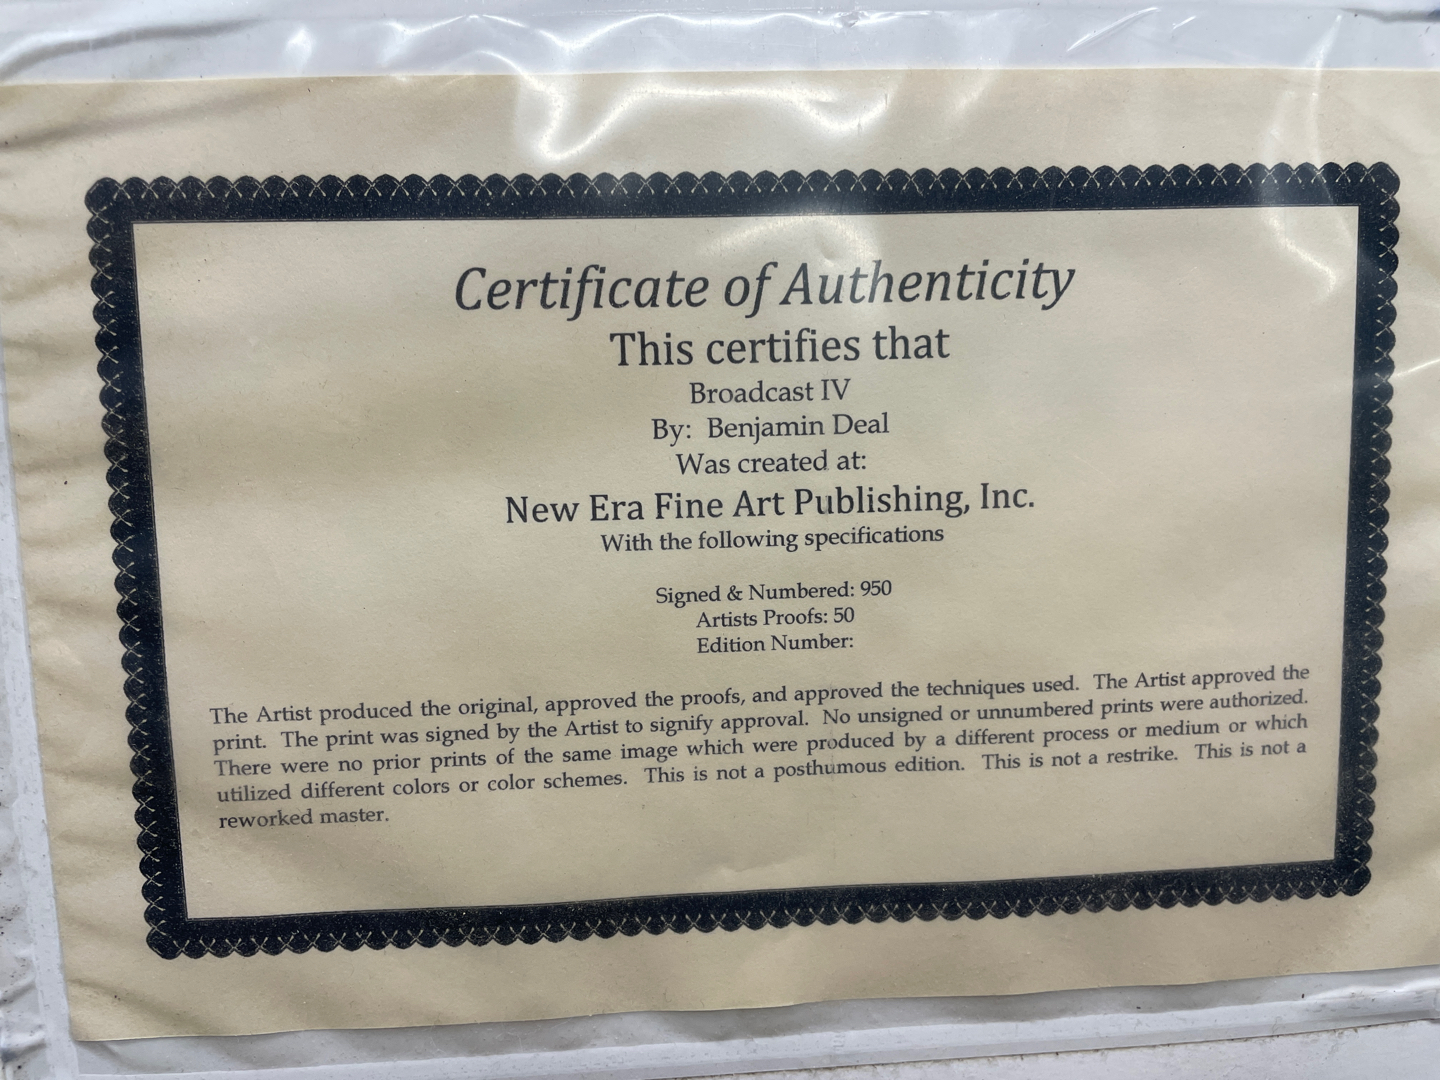 Certificate of Authenticity
This certifies that
Broadcast IV
By:  Benjamin Deal
Was created at:
New Era Fine Art Publishing, Inc.
With the following specifications
Signed & Numbered: 950
Artists Proofs: 50
Edition Number:
The Artist produced the original, approved the proofs, and approved the techniques used.  The Artist approved the
print.  The print was signed by the Artist to signify approval.  No unsigned or unnumbered prints were authorized.
There were no prior prints of the same image which were produced by a different process or medium or which
utilized different colors or color schemes.  This is not a posthumous edition.  This is not a restrike.  This is not a
reworked master.